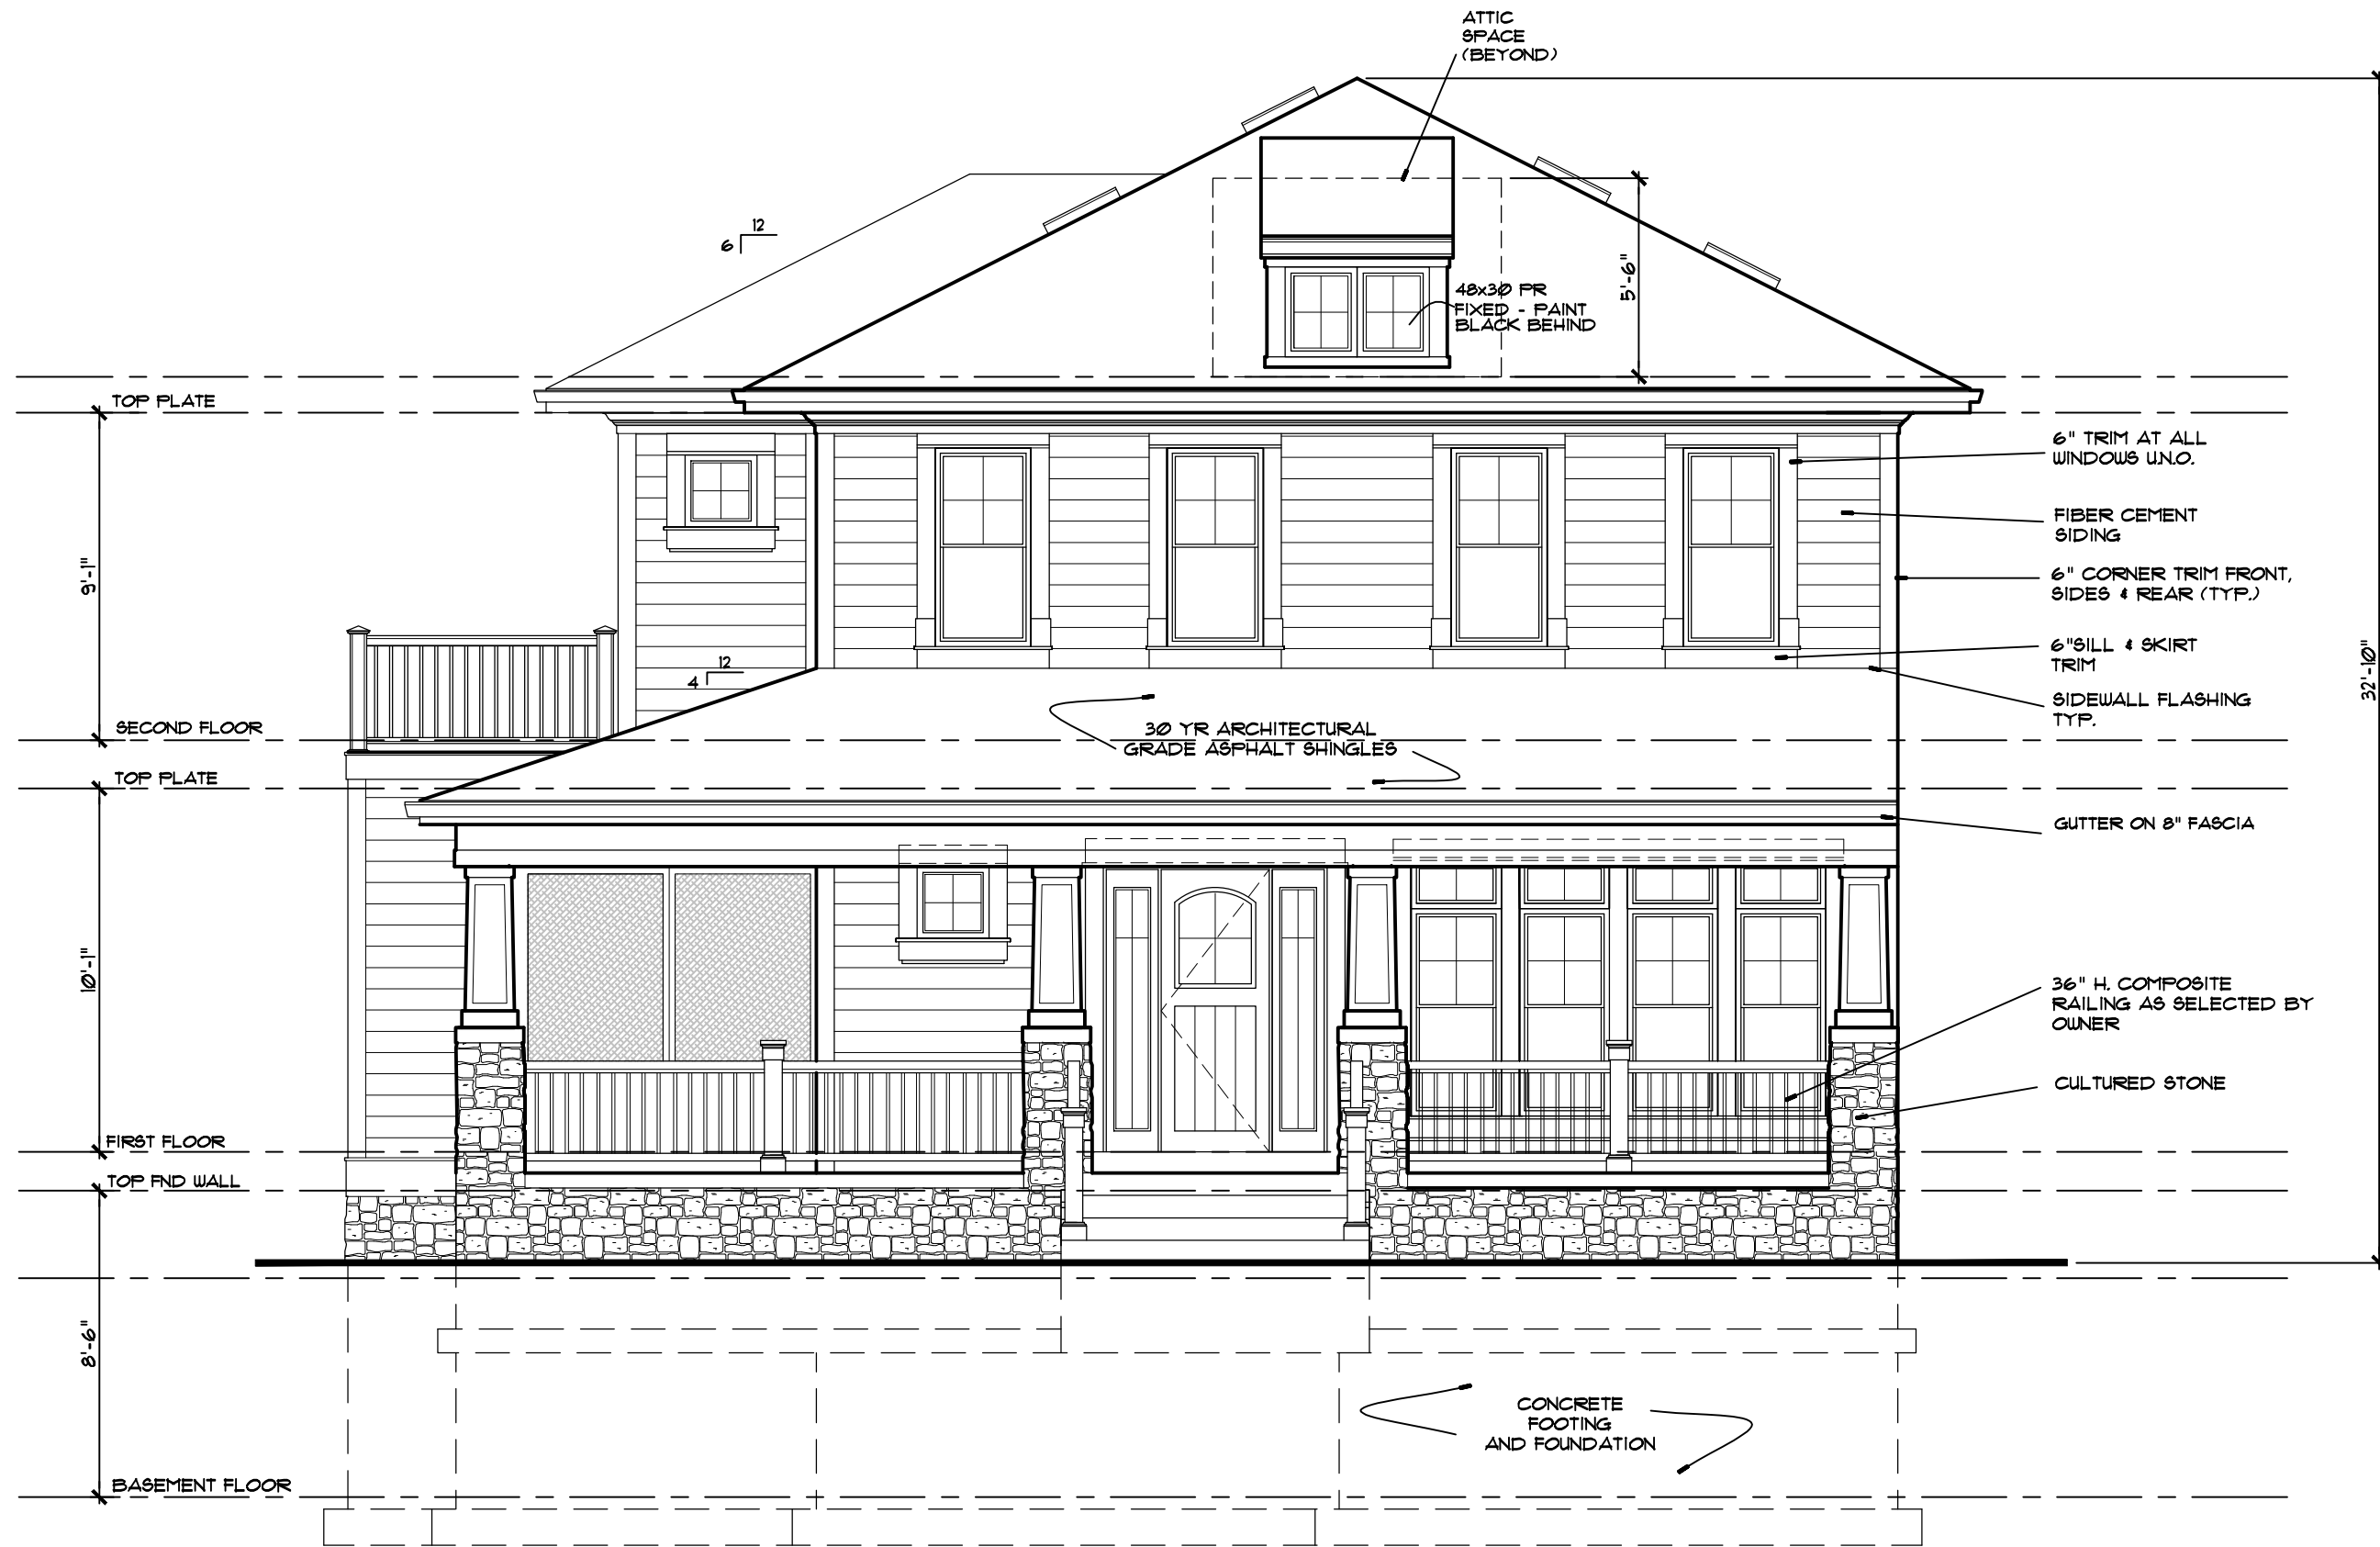 ATTIC
SPACE
(BEYOND)
12
6
5'-6"
48x30 PR
FIXED - PAINT
BLACK BEHIND
TOP PLATE
6" TRIM AT ALL
WINDOWS U.N.O.
FIBER CEMENT
SIDING
9'-1"
6" CORNER TRIM FRONT,
SIDES & REAR (TYP.)
32'-10"
12
4
6"SILL & SKIRT
TRIM
SIDEWALL FLASHING
TYP.
SECOND FLOOR
30 YR ARCHITECTURAL
GRADE ASPHALT SHINGLES
TOP PLATE
GUTTER ON 8" FASCIA
10'-1"
36" H. COMPOSITE
RAILING AS SELECTED BY
OWNER
CULTURED STONE
FIRST FLOOR
TOP FND WALL
8'-6"
CONCRETE
FOOTING
AND FOUNDATION
BASEMENT FLOOR